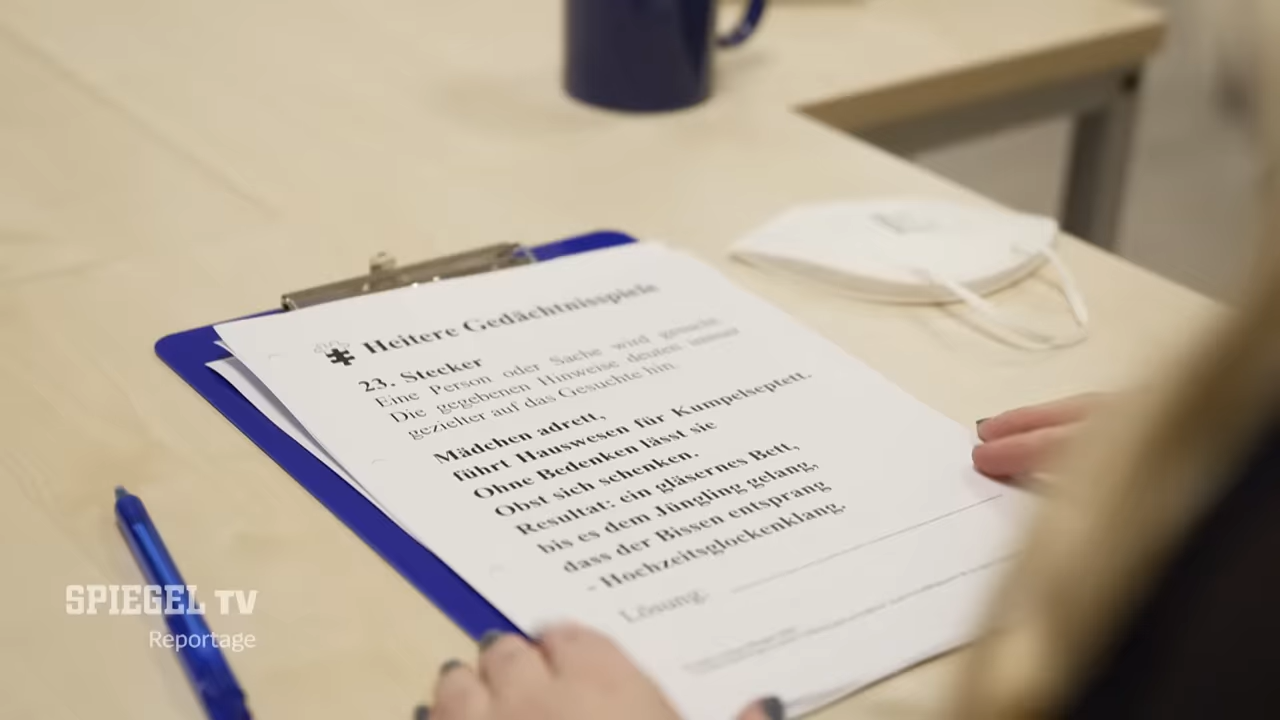 Heitere Gedächtnisspiele
23. Stecker
Eine Person oder Sache wird gesucht.
Die gegebenen Hinweise deuten immer
gezielter auf das Gesuchte hin.
Mädchen adrett,
führt Hauswesen für Kumpelseptett.
Ohne Bedenken lässt sie
Obst sich schenken.
Resultat: ein gläsernes Bett,
bis es dem Jüngling gelang,
dass der Bissen entsprang
- Hochzeitsglockenklang.
Lösung:
SPIEGEL TV
Reportage